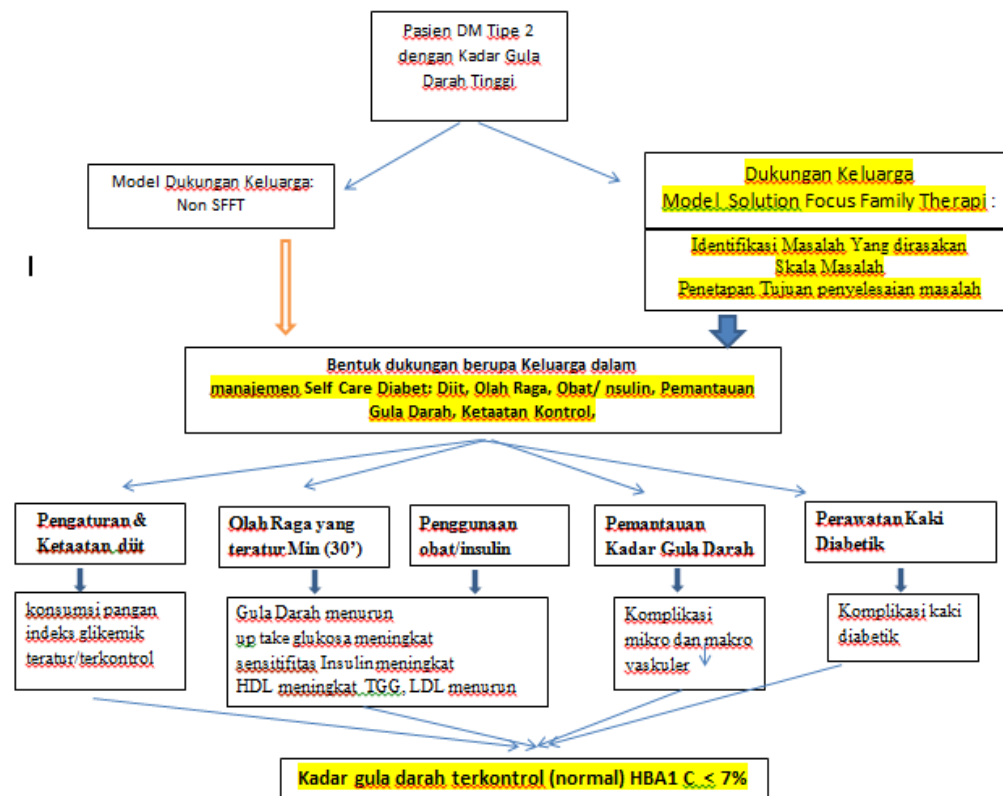 Pasien DM Tipe 2
dengan Kadar Gula
Darah Tinggi
Model Dukungan Keluarga:
Non SFFT
Dukungan Keluarga
Model Solution Focus Family Therapi :
Identifikasi Masalah Yang dirasakan
Skala Masalah
Penetapan Tujuan penyelesaian masalah
Bentuk dukungan berupa Keluarga dalam
manajemen Self Care Diabet: Diit, Olah Raga, Obat/ nsulin, Pemantauan
Gula Darah, Ketaatan Kontrol,
Pengaturan &
Ketaatan diit
Olah Raga yang
teratur Min (30’)
Penggunaan
obat/insulin
Pemantauan
Kadar Gula Darah
Perawatan Kaki
Diabetik
konsumsi pangan
indeks glikemik
teratur/terkontrol
Gula Darah menurun
up take glukosa meningkat
sensitifitas Insulin meningkat
HDL meningkat, TGG, LDL menurun
Komplikasi
mikro dan makro
vaskuler
Komplikasi kaki
diabetik
Kadar gula darah terkontrol (normal) HBA1 C < 7%